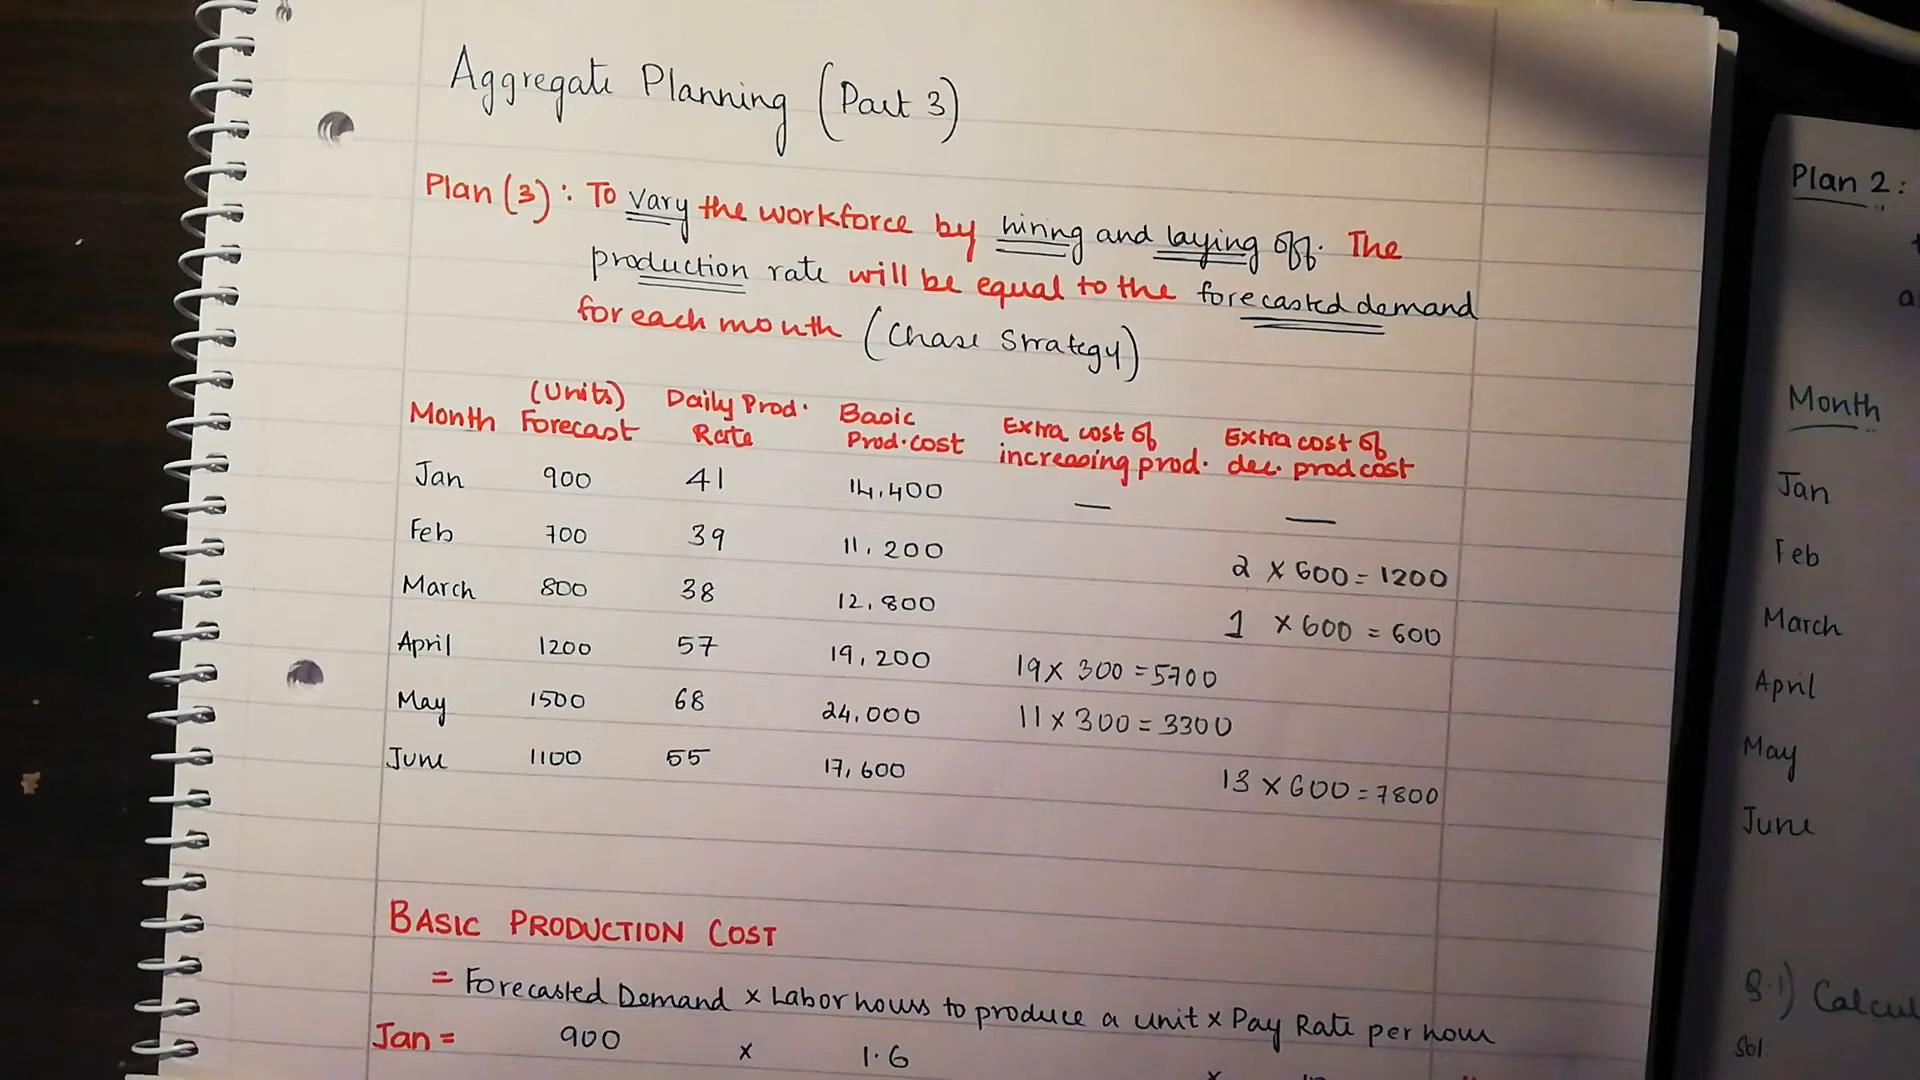 Aggregate Planning (Part 3)
Plan (3): To vary the workforce by hiring and laying off. The
production rate will be equal to the forecasted demand
for each month (Chase Strategy)
Month (Units) Forecast Daily Prod. Rate Basic Prod. cost Extra cost of increasing prod. Extra cost of dec. prod cost
Jan 900 41 14,400 — —
Feb 700 39 11,200 2 x 600 = 1200
March 800 38 12,800 1 x 600 = 600
April 1200 57 19,200 19 x 300 = 5700
May 1500 68 24,000 11 x 300 = 3300
June 1100 55 17,600 13 x 600 = 7800
BASIC PRODUCTION COST
= Forecasted Demand x Labor hours to produce a unit x Pay Rate per hour
Jan = 900 x 1.6 x
Plan 2:
Month
Jan
Feb
March
April
May
June
Q.1) Calcul
Sol